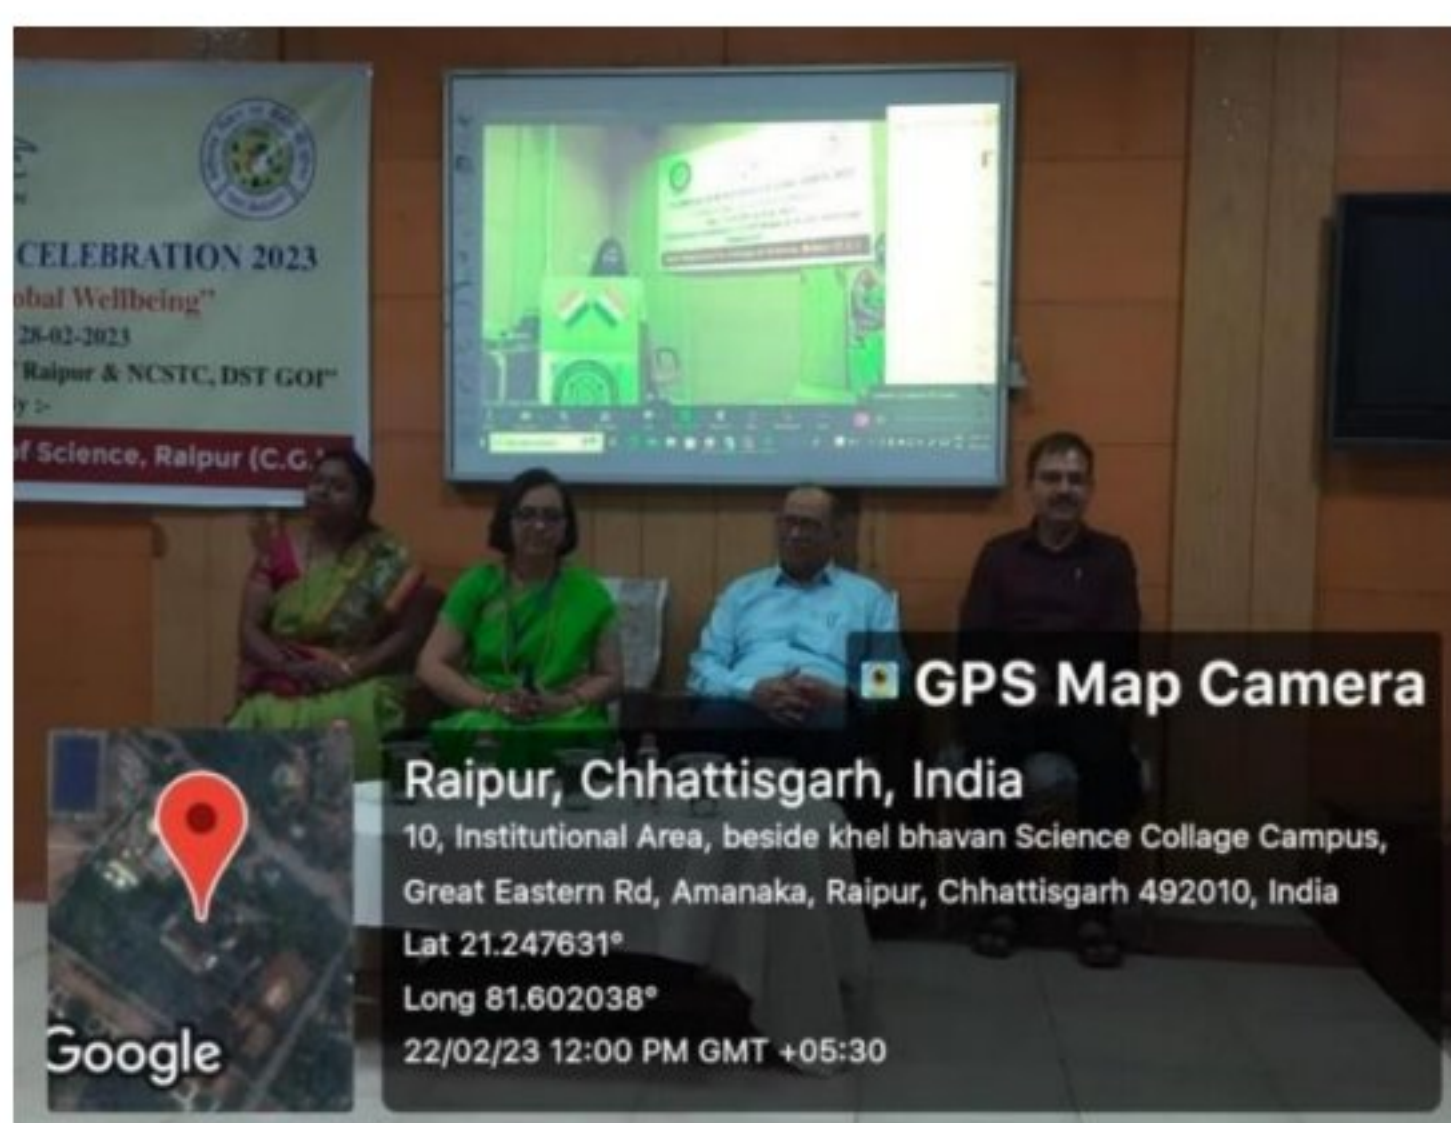 CELEBRATION 2023
obal Wellbeing”
28-02-2023
Raipur & NCSTC, DST GOI"
y :-
of Science, Raipur (C.G.
GPS Map Camera
Raipur, Chhattisgarh, India
10, Institutional Area, beside khel bhavan Science Collage Campus,
Great Eastern Rd, Amanaka, Raipur, Chhattisgarh 492010, India
Lat 21.247631°
Long 81.602038°
22/02/23 12:00 PM GMT +05:30
Google